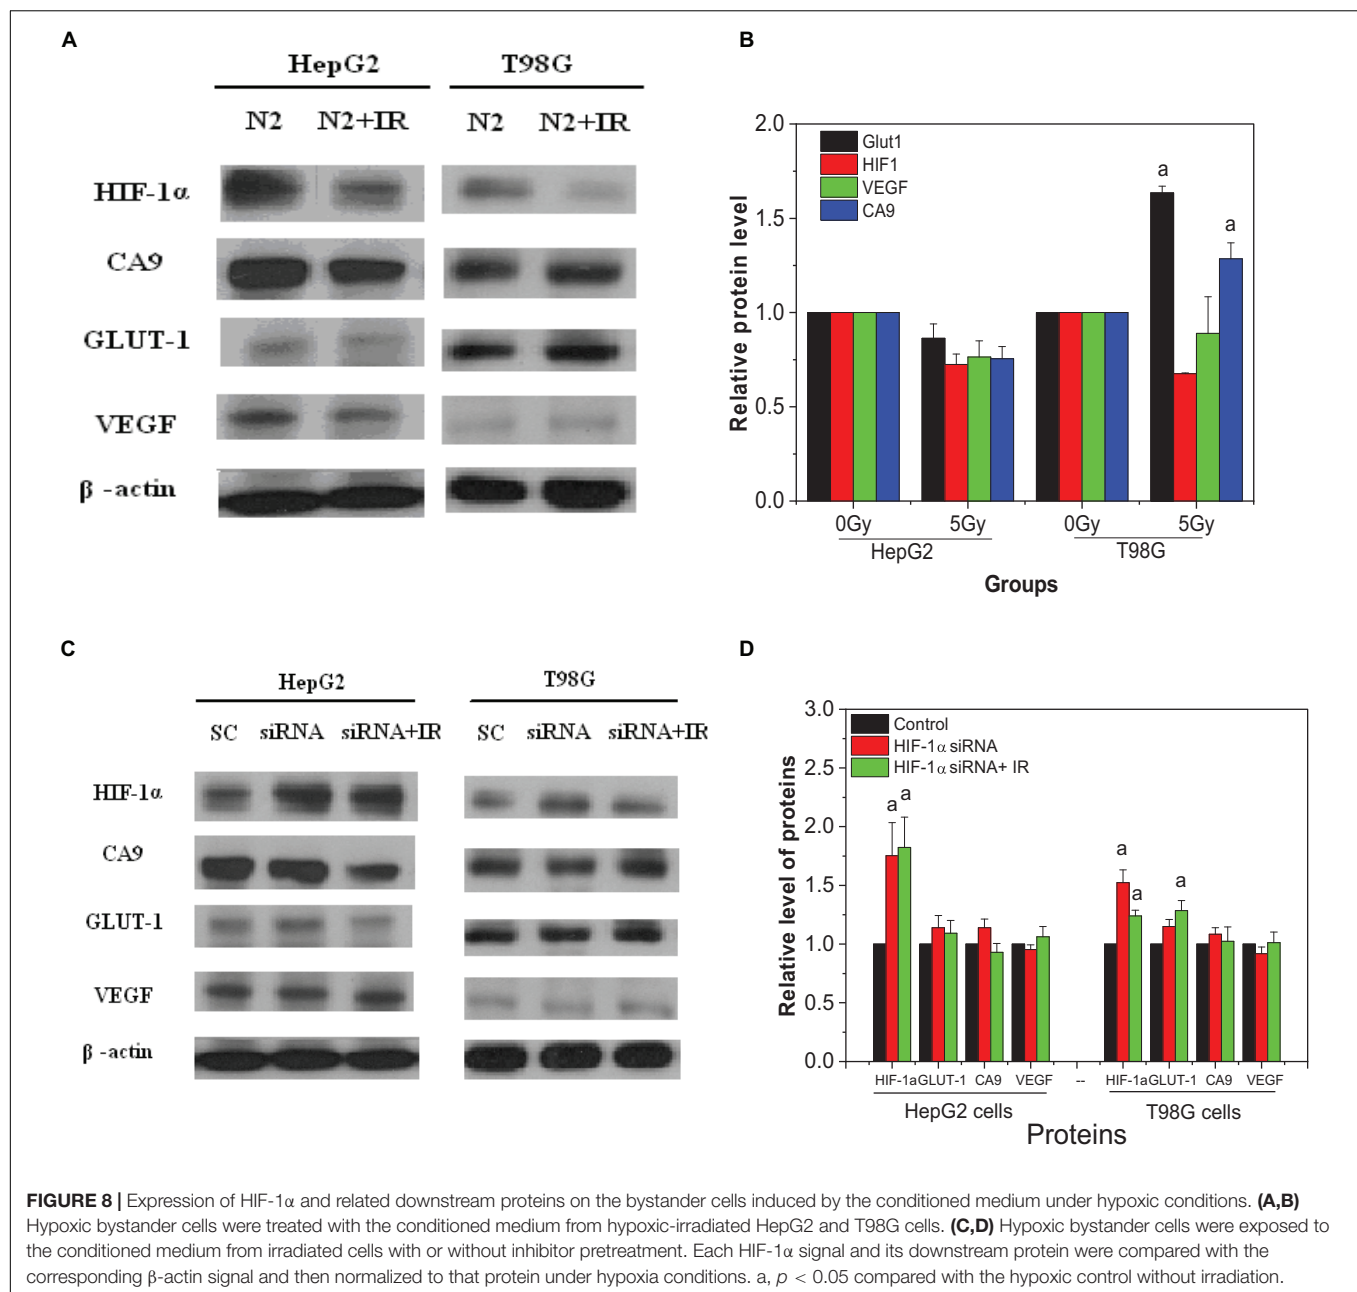 A
HepG2 T98G
N2 N2+IR N2 N2+IR
HIF-1α
CA9
GLUT-1
VEGF
β -actin
B
2.0
1.5
1.0
0.5
0.0
Relative protein level
Glut1
HIF1
VEGF
CA9
a
a
0Gy 5Gy 0Gy 5Gy
HepG2 T98G
Groups
C
HepG2 T98G
SC siRNA siRNA+IR SC siRNA siRNA+IR
HIF-1α
CA9
GLUT-1
VEGF
β -actin
D
3.0
2.5
2.0
1.5
1.0
0.5
0.0
Relative level of proteins
Control
HIF-1α siRNA
HIF-1α siRNA+ IR
a a
a
a a
HIF-1a GLUT-1 CA9 VEGF -- HIF-1a GLUT-1 CA9 VEGF
HepG2 cells T98G cells
Proteins
FIGURE 8 | Expression of HIF-1α and related downstream proteins on the bystander cells induced by the conditioned medium under hypoxic conditions. (A,B)
Hypoxic bystander cells were treated with the conditioned medium from hypoxic-irradiated HepG2 and T98G cells. (C,D) Hypoxic bystander cells were exposed to
the conditioned medium from irradiated cells with or without inhibitor pretreatment. Each HIF-1α signal and its downstream protein were compared with the
corresponding β-actin signal and then normalized to that protein under hypoxia conditions. a, p < 0.05 compared with the hypoxic control without irradiation.